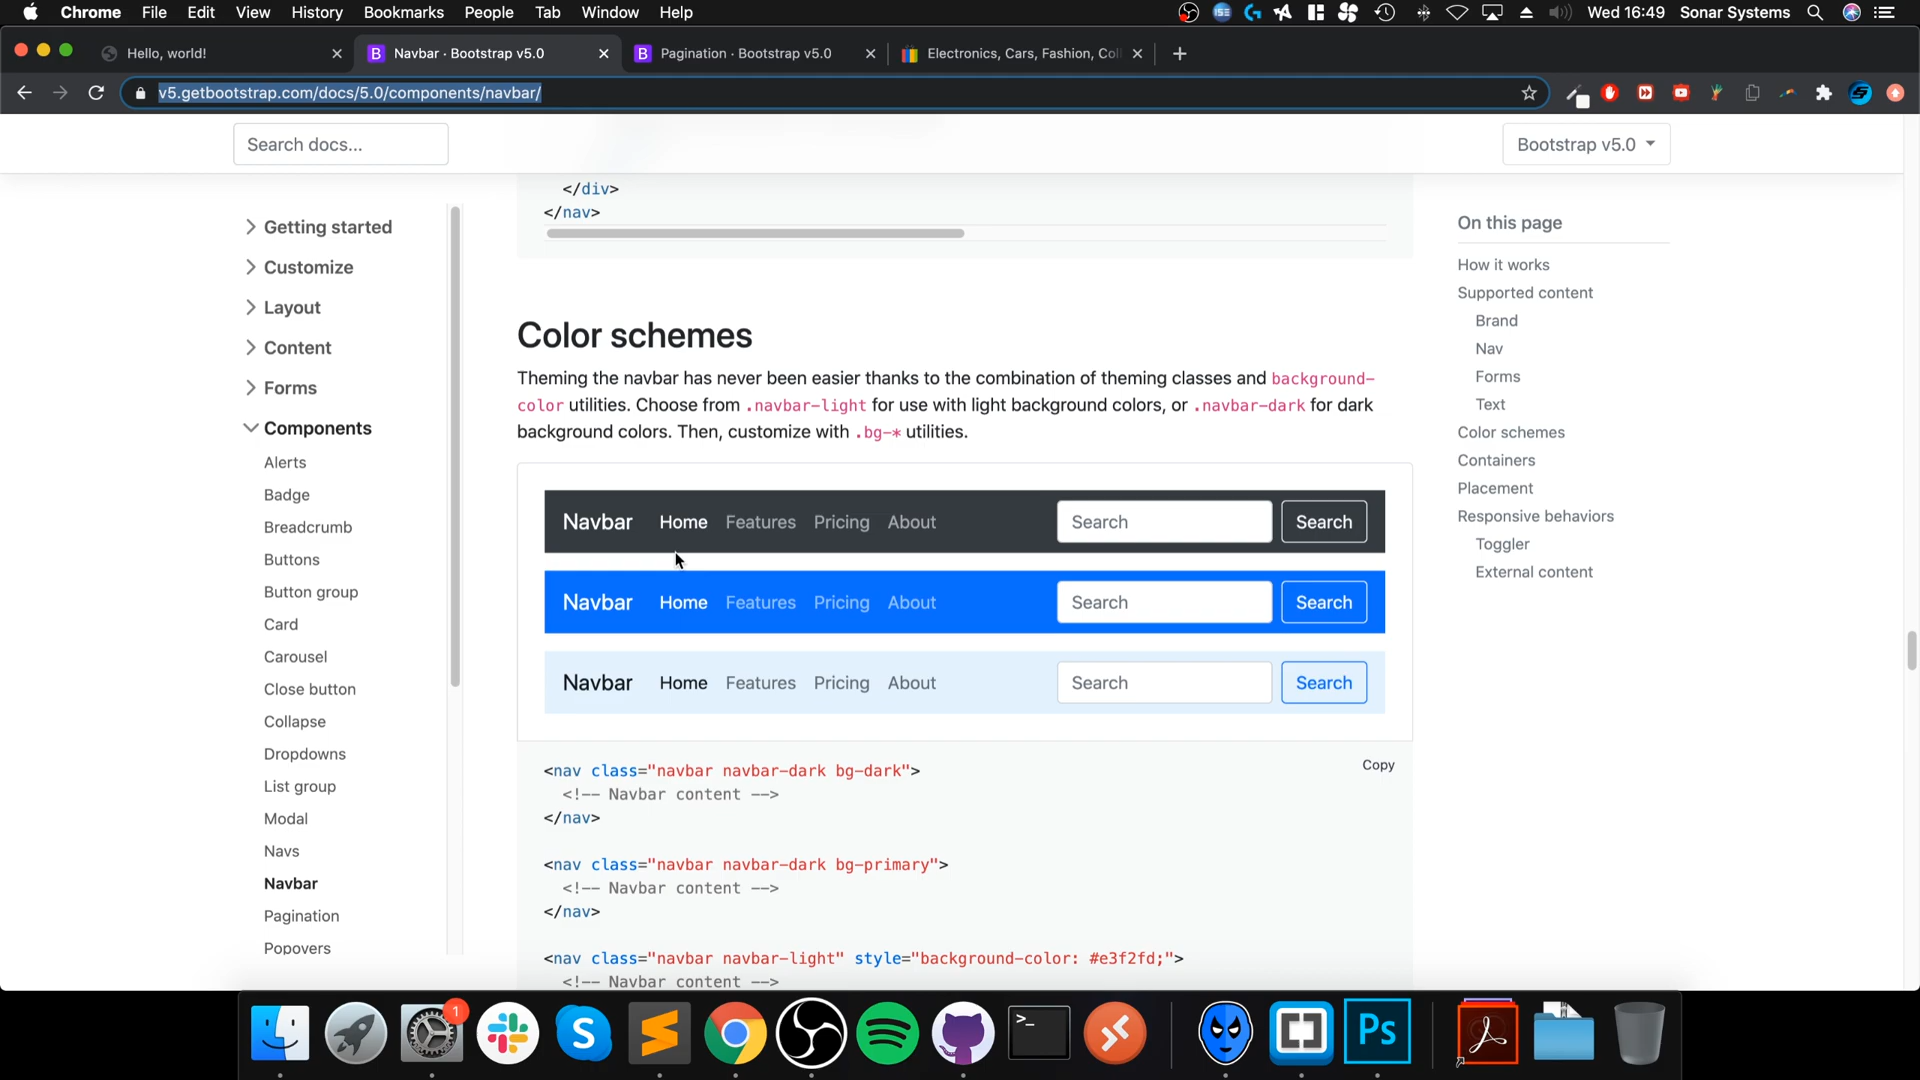 Chrome File Edit View History Bookmarks People Tab Window Help
Wed 16:49 Sonar Systems
Hello, world!
Navbar · Bootstrap v5.0
Pagination · Bootstrap v5.0
Electronics, Cars, Fashion, Col
v5.getbootstrap.com/docs/5.0/components/navbar/
Search docs...
Bootstrap v5.0
Getting started
Customize
Layout
Content
Forms
Components
Alerts
Badge
Breadcrumb
Buttons
Button group
Card
Carousel
Close button
Collapse
Dropdowns
List group
Modal
Navs
Navbar
Pagination
Popovers
</div>
</nav>
Color schemes
Theming the navbar has never been easier thanks to the combination of theming classes and background-
color utilities. Choose from .navbar-light for use with light background colors, or .navbar-dark for dark
background colors. Then, customize with .bg-* utilities.
Navbar Home Features Pricing About Search Search
Navbar Home Features Pricing About Search Search
Navbar Home Features Pricing About Search Search
Copy
<nav class="navbar navbar-dark bg-dark">
<!-- Navbar content -->
</nav>
<nav class="navbar navbar-dark bg-primary">
<!-- Navbar content -->
</nav>
<nav class="navbar navbar-light" style="background-color: #e3f2fd;">
<!-- Navbar content -->
On this page
How it works
Supported content
Brand
Nav
Forms
Text
Color schemes
Containers
Placement
Responsive behaviors
Toggler
External content
1
S
>_
Ps